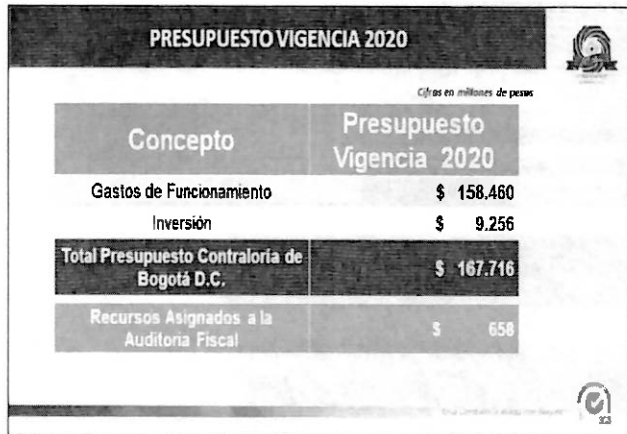 PRESUPUESTO VIGENCIA 2020
Cifras en millones de pesos
Concepto
Presupuesto
Vigencia 2020
Gastos de Funcionamiento $ 158.460
Inversión $ 9.256
Total Presupuesto Contraloría de
Bogotá D.C.
$ 167.716
Recursos Asignados a la
Auditoria Fiscal
$ 658